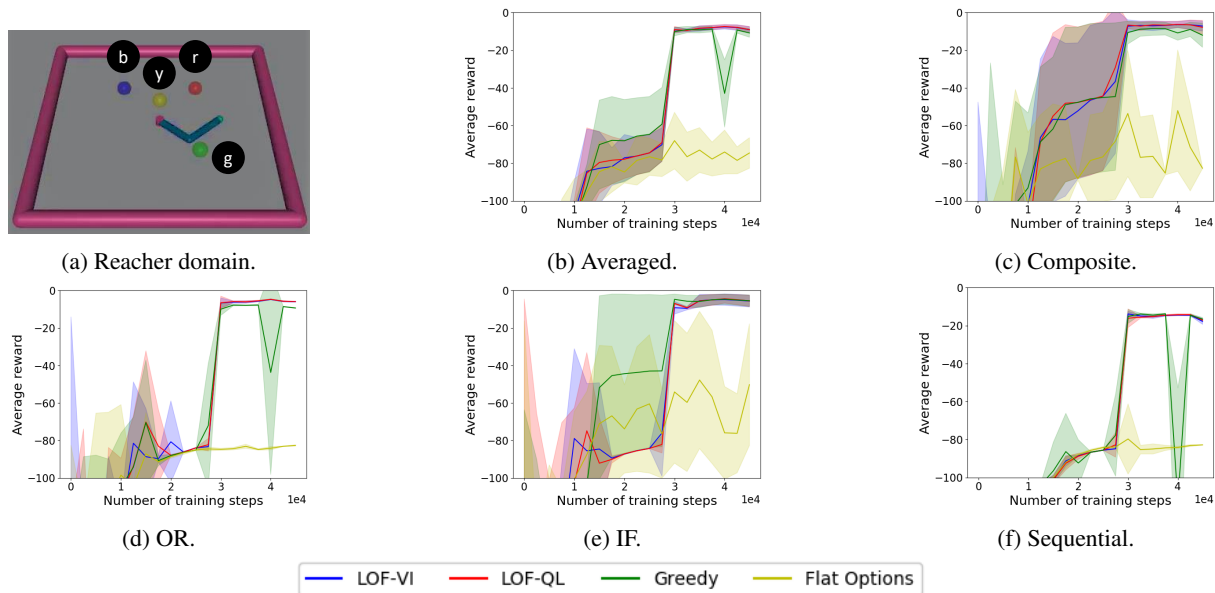 b
r
y
g
(a) Reacher domain.
Average reward
0
−20
−40
−60
−80
−100
0
1
2
3
4
1e4
Number of training steps
(b) Averaged.
Average reward
0
−20
−40
−60
−80
−100
0
1
2
3
4
1e4
Number of training steps
(c) Composite.
Average reward
0
−20
−40
−60
−80
−100
0
1
2
3
4
1e4
Number of training steps
(d) OR.
Average reward
0
−20
−40
−60
−80
−100
0
1
2
3
4
1e4
Number of training steps
(e) IF.
Average reward
0
−20
−40
−60
−80
−100
0
1
2
3
4
1e4
Number of training steps
(f) Sequential.
LOF-VI LOF-QL Greedy Flat Options